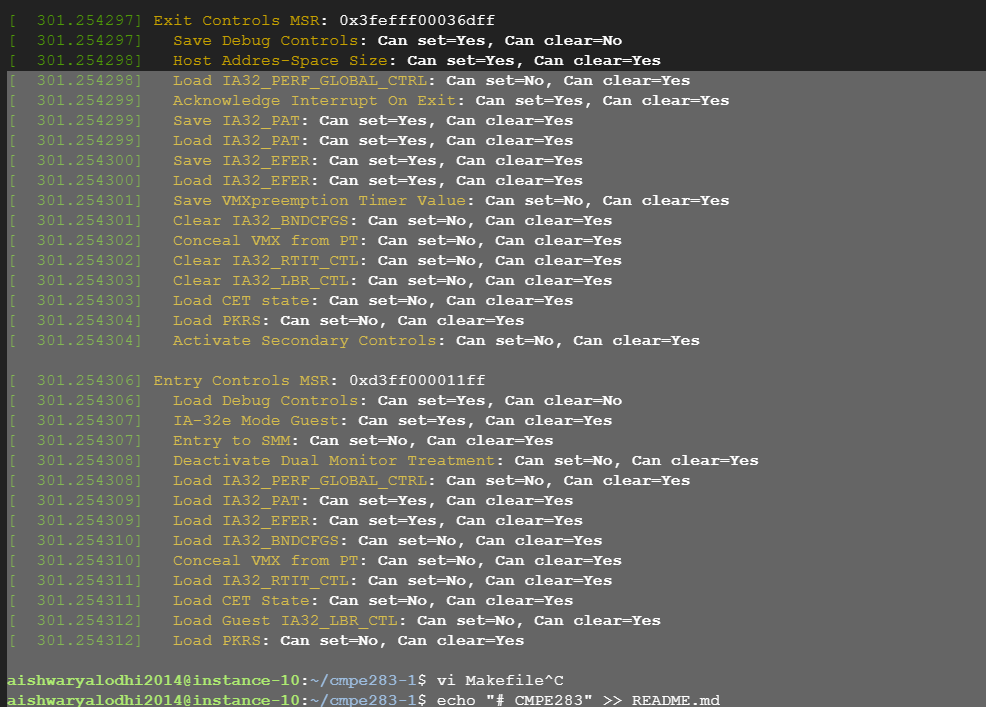 [  301.254297] Exit Controls MSR: 0x3fefff00036dff
[  301.254297]   Save Debug Controls: Can set=Yes, Can clear=No
[  301.254298]   Host Addres-Space Size: Can set=Yes, Can clear=Yes
[  301.254298]   Load IA32_PERF_GLOBAL_CTRL: Can set=No, Can clear=Yes
[  301.254299]   Acknowledge Interrupt On Exit: Can set=Yes, Can clear=Yes
[  301.254299]   Save IA32_PAT: Can set=Yes, Can clear=Yes
[  301.254299]   Load IA32_PAT: Can set=Yes, Can clear=Yes
[  301.254300]   Save IA32_EFER: Can set=Yes, Can clear=Yes
[  301.254300]   Load IA32_EFER: Can set=Yes, Can clear=Yes
[  301.254301]   Save VMXpreemption Timer Value: Can set=No, Can clear=Yes
[  301.254301]   Clear IA32_BNDCFGS: Can set=No, Can clear=Yes
[  301.254302]   Conceal VMX from PT: Can set=No, Can clear=Yes
[  301.254302]   Clear IA32_RTIT_CTL: Can set=No, Can clear=Yes
[  301.254303]   Clear IA32_LBR_CTL: Can set=No, Can clear=Yes
[  301.254303]   Load CET state: Can set=No, Can clear=Yes
[  301.254304]   Load PKRS: Can set=No, Can clear=Yes
[  301.254304]   Activate Secondary Controls: Can set=No, Can clear=Yes
[  301.254306] Entry Controls MSR: 0xd3ff000011ff
[  301.254306]   Load Debug Controls: Can set=Yes, Can clear=No
[  301.254307]   IA-32e Mode Guest: Can set=Yes, Can clear=Yes
[  301.254307]   Entry to SMM: Can set=No, Can clear=Yes
[  301.254308]   Deactivate Dual Monitor Treatment: Can set=No, Can clear=Yes
[  301.254308]   Load IA32_PERF_GLOBAL_CTRL: Can set=No, Can clear=Yes
[  301.254309]   Load IA32_PAT: Can set=Yes, Can clear=Yes
[  301.254309]   Load IA32_EFER: Can set=Yes, Can clear=Yes
[  301.254310]   Load IA32_BNDCFGS: Can set=No, Can clear=Yes
[  301.254310]   Conceal VMX from PT: Can set=No, Can clear=Yes
[  301.254311]   Load IA32_RTIT_CTL: Can set=No, Can clear=Yes
[  301.254311]   Load CET State: Can set=No, Can clear=Yes
[  301.254312]   Load Guest IA32_LBR_CTL: Can set=No, Can clear=Yes
[  301.254312]   Load PKRS: Can set=No, Can clear=Yes
aishwaryalodhi2014@instance-10:~/cmpe283-1$ vi Makefile^C
aishwaryalodhi2014@instance-10:~/cmpe283-1$ echo "# CMPE283" >> README.md